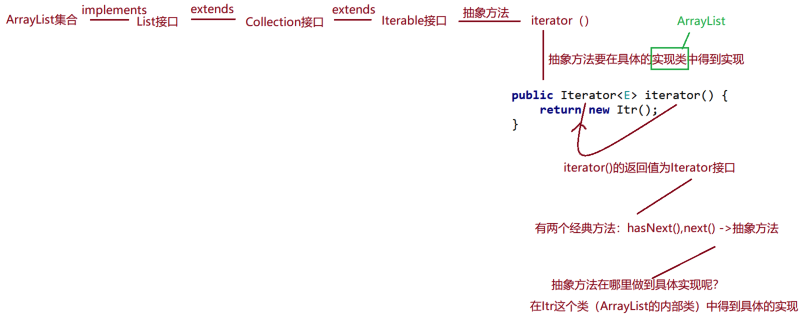 ArrayList集合 implements List接口 extends Collection接口 extends Iterable接口 抽象方法 iterator（）
ArrayList
抽象方法要在具体的实现类中得到实现
public Iterator<E> iterator() {
return new Itr();
}
iterator()的返回值为Iterator接口
有两个经典方法：hasNext(),next() ->抽象方法
抽象方法在哪里做到具体实现呢？
在Itr这个类（ArrayList的内部类）中得到具体的实现